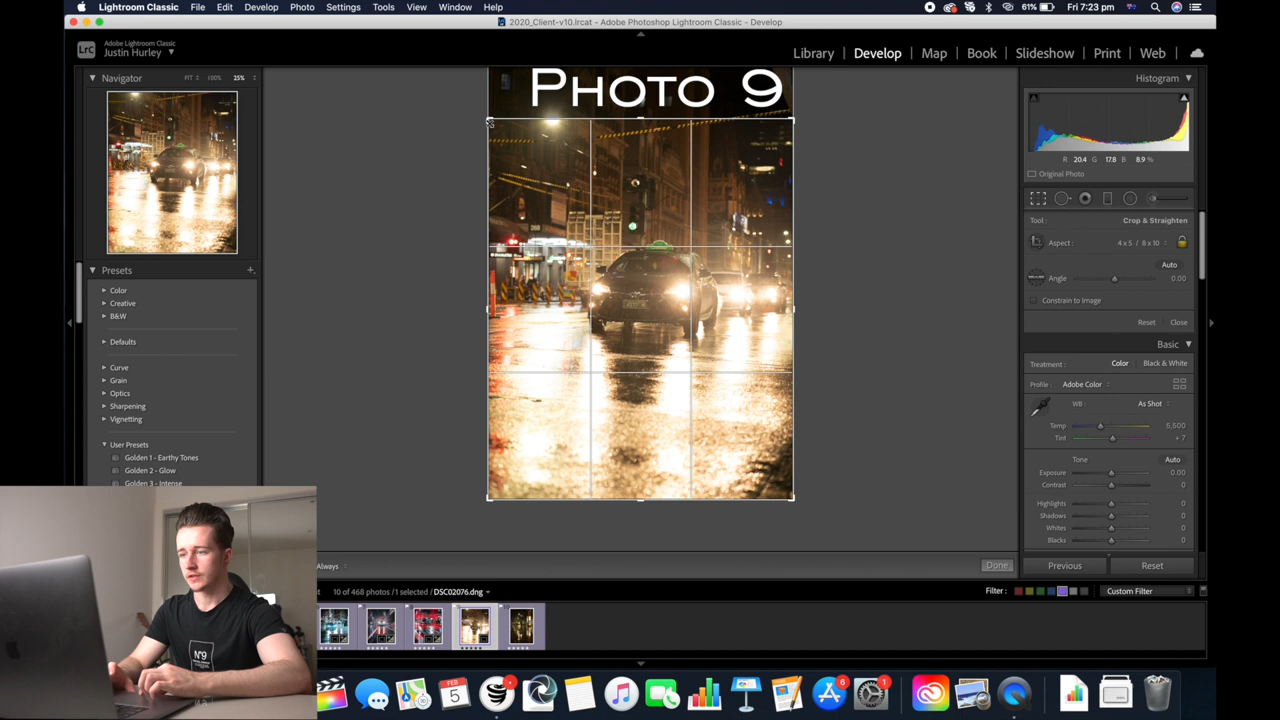 Lightroom Classic File Edit Develop Photo Settings Tools View Window Help 61% Fri 7:23 pm
2020_Client-v10.lrcat - Adobe Photoshop Lightroom Classic - Develop
LrC
Adobe Lightroom Classic
Justin Hurley
Library Develop Map Book Slideshow Print Web
Navigator FIT 100% 25%
Photo 9
Histogram
R 20.4 G 17.8 B 8.9 %
Original Photo
Tool : Crop & Straighten
Aspect : 4 x 5 / 8 x 10
Auto
Angle 0.00
Constrain to Image
Reset Close
Basic
Treatment : Color Black & White
Profile : Adobe Color
WB : As Shot
Temp 5,600
Tint + 7
Tone Auto
Exposure 0.00
Contrast 0
Highlights 0
Shadows 0
Whites 0
Blacks 0
Previous Reset
Presets
Color
Creative
B&W
Defaults
Curve
Grain
Optics
Sharpening
Vignetting
User Presets
Golden 1 - Earthy Tones
Golden 2 - Glow
Golden 3 - Intense
Always
Done
10 of 468 photos / 1 selected / DSC02076.dng
Filter : Custom Filter
Nº9
FEB
5
6
1